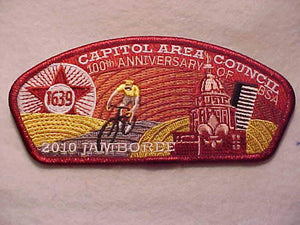 CAPITOL AREA COUNCIL
100th ANNIVERSARY OF BSA
1639
2010 JAMBOREE